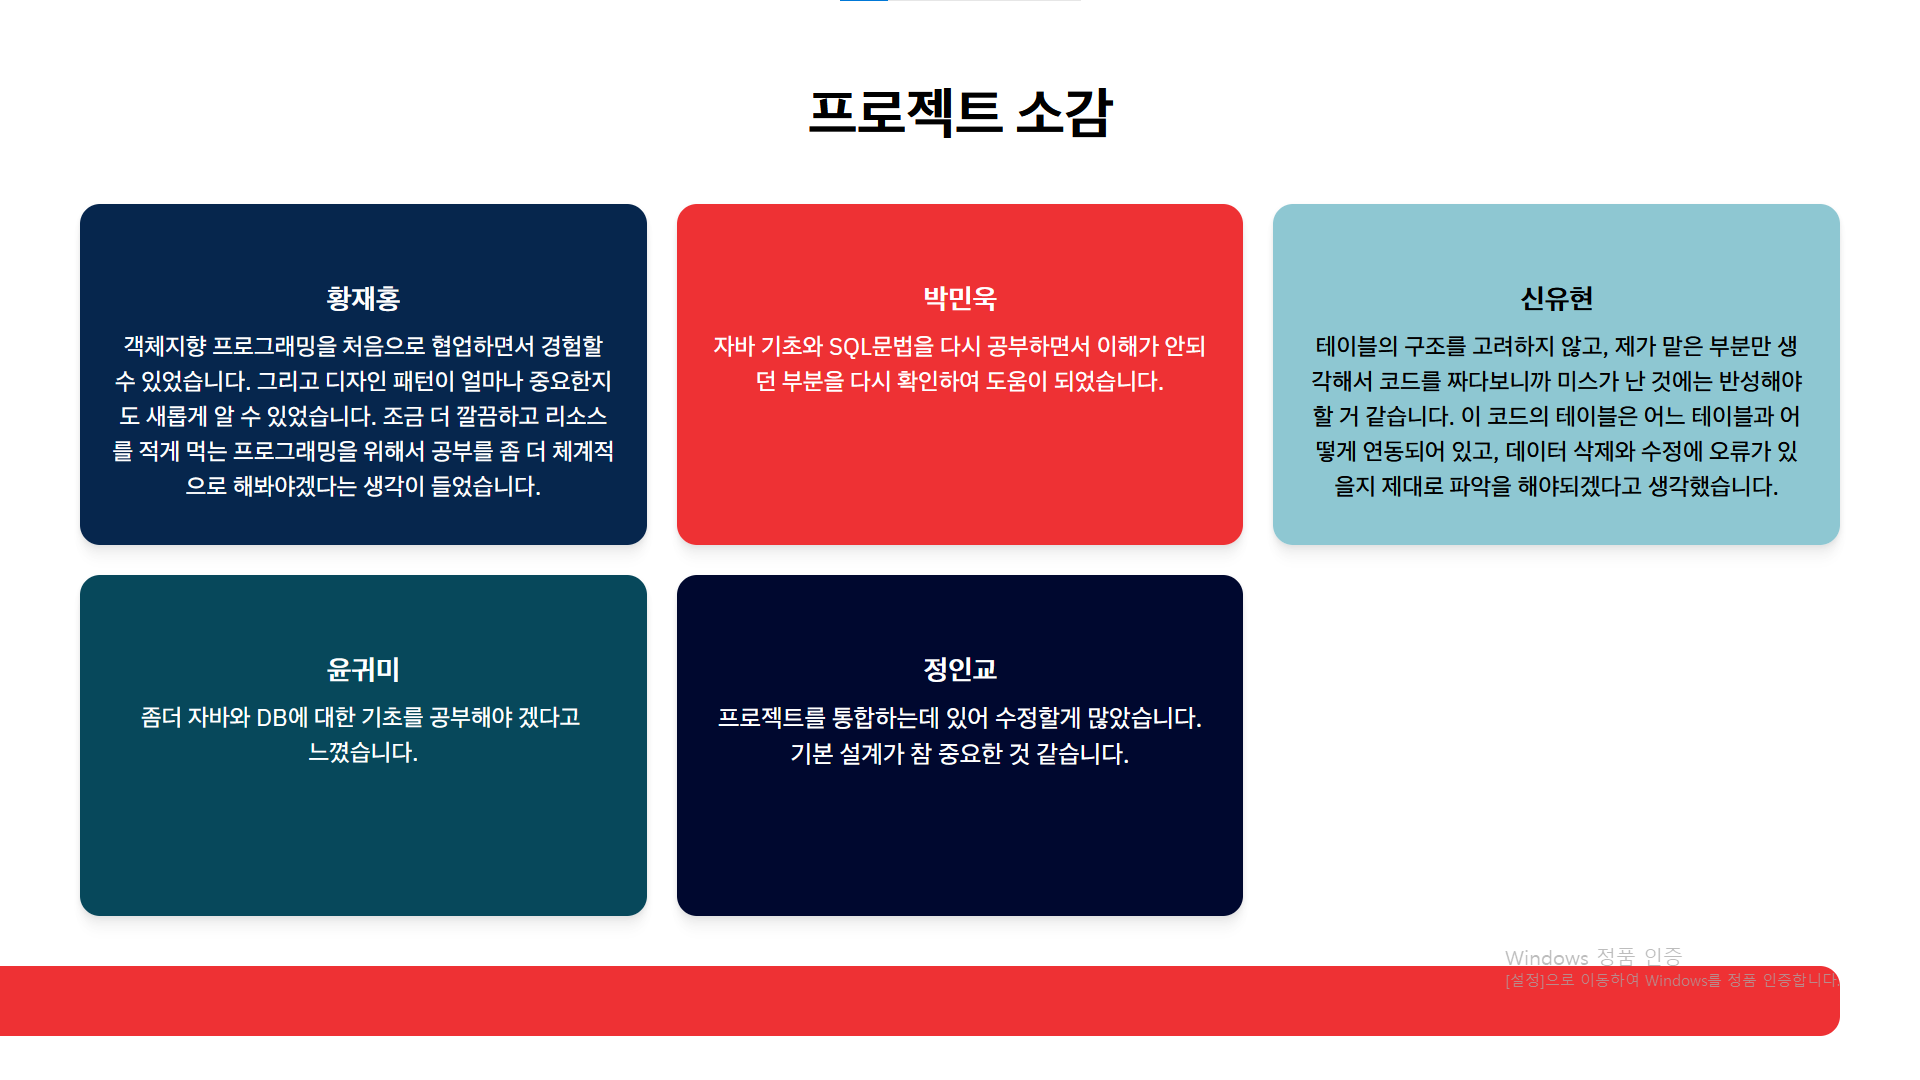 프로젝트 소감
황재홍
객체지향 프로그래밍을 처음으로 협업하면서 경험할
수 있었습니다. 그리고 디자인 패턴이 얼마나 중요한지
도 새롭게 알 수 있었습니다. 조금 더 깔끔하고 리소스
를 적게 먹는 프로그래밍을 위해서 공부를 좀 더 체계적
으로 해봐야겠다는 생각이 들었습니다.
박민욱
자바 기초와 SQL문법을 다시 공부하면서 이해가 안되
던 부분을 다시 확인하여 도움이 되었습니다.
신유현
테이블의 구조를 고려하지 않고, 제가 맡은 부분만 생
각해서 코드를 짜다보니까 미스가 난 것에는 반성해야
할 거 같습니다. 이 코드의 테이블은 어느 테이블과 어
떻게 연동되어 있고, 데이터 삭제와 수정에 오류가 있
을지 제대로 파악을 해야되겠다고 생각했습니다.
윤귀미
좀더 자바와 DB에 대한 기초를 공부해야 겠다고
느꼈습니다.
정인교
프로젝트를 통합하는데 있어 수정할게 많았습니다.
기본 설계가 참 중요한 것 같습니다.
Windows 정품 인증
[설정]으로 이동하여 Windows를 정품 인증합니다.